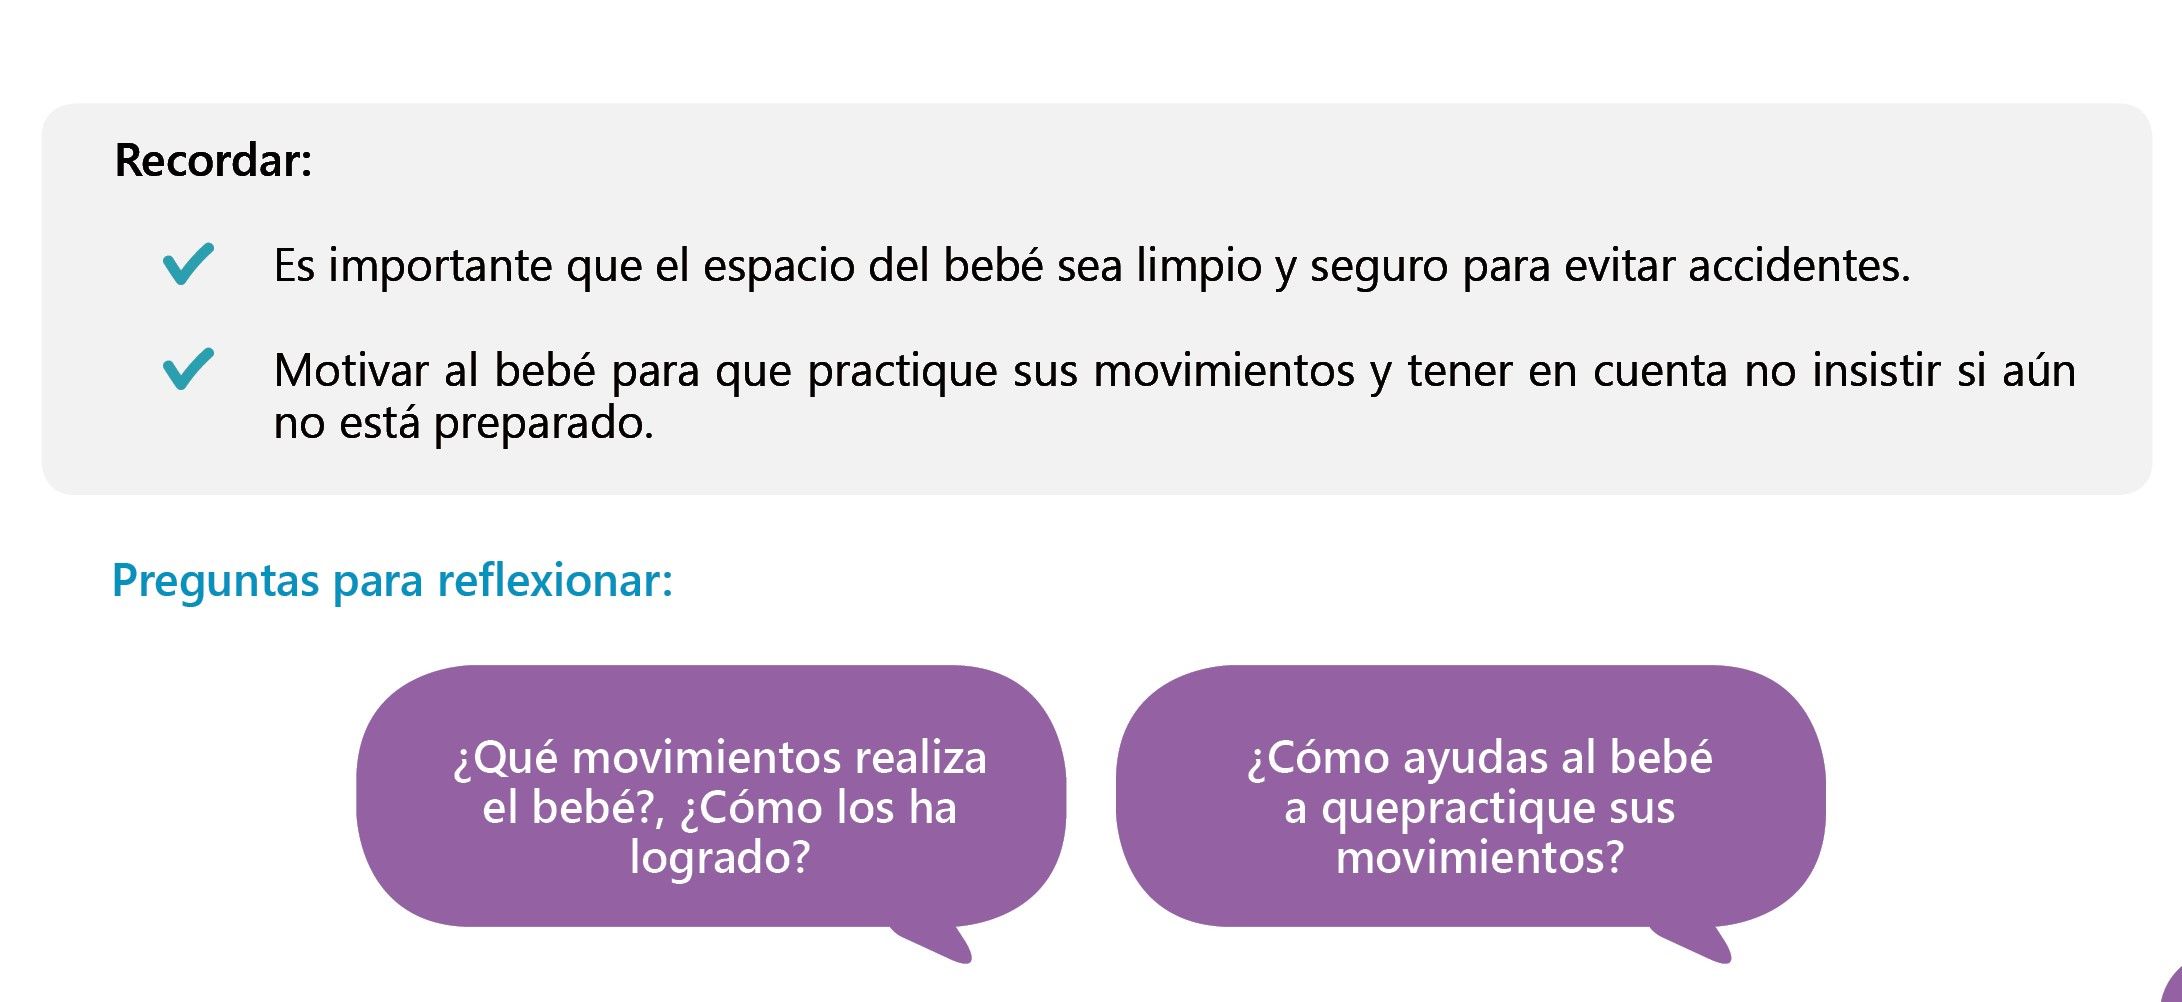 Recordar:
Es importante que el espacio del bebé sea limpio y seguro para evitar accidentes.
Motivar al bebé para que practique sus movimientos y tener en cuenta no insistir si aún
no está preparado.
Preguntas para reflexionar:
¿Qué movimientos realiza
el bebé?, ¿Cómo los ha
logrado?
¿Cómo ayudas al bebé
a quepractique sus
movimientos?